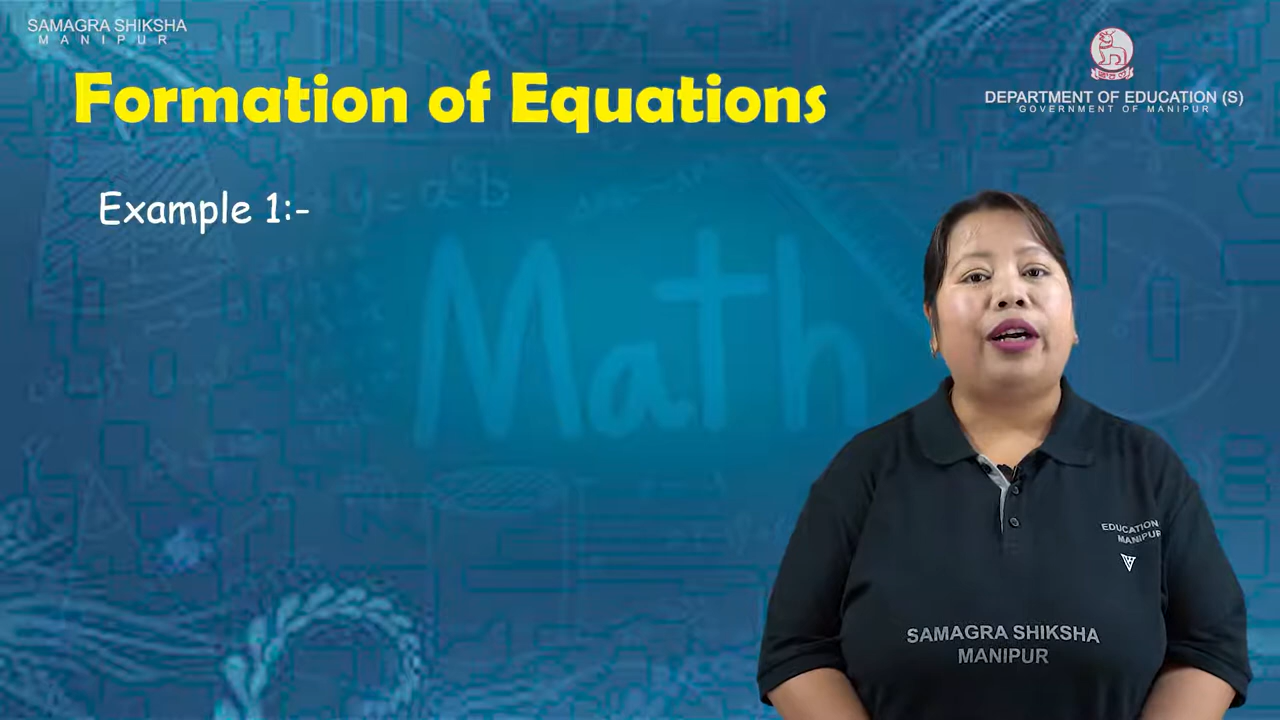 SAMAGRA SHIKSHA
MANIPUR
Formation of Equations
DEPARTMENT OF EDUCATION (S)
GOVERNMENT OF MANIPUR
Example 1:-
Math
EDUCATION
MANIPUR
SAMAGRA SHIKSHA
MANIPUR